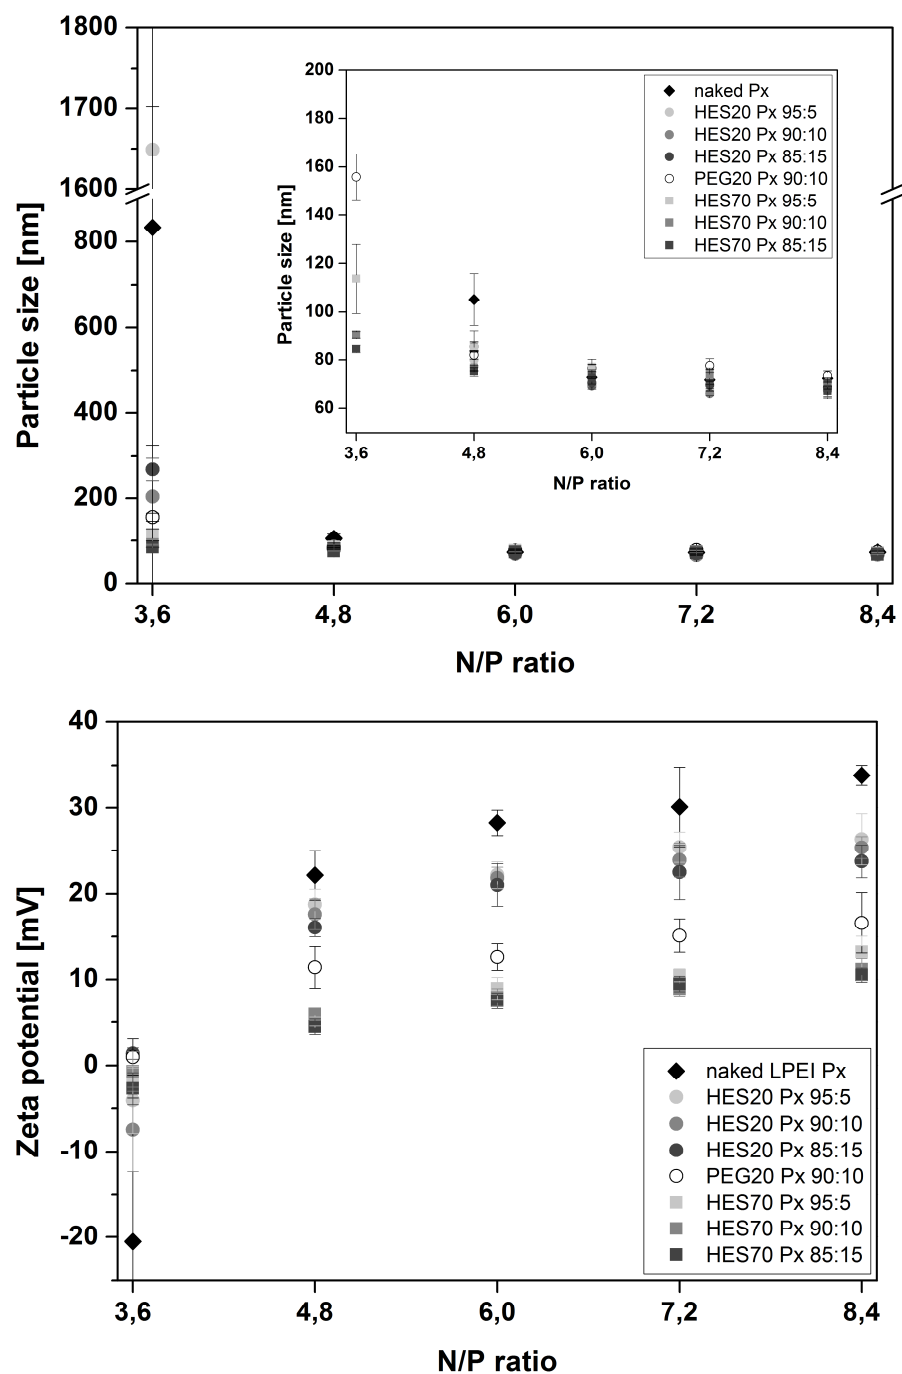 1800
1700
1600
800
600
400
200
0
Particle size [nm]
3,6
4,8
6,0
7,2
8,4
N/P ratio
200
180
160
140
120
100
80
60
Particle size [nm]
3,6
4,8
6,0
7,2
8,4
N/P ratio
naked Px
HES20 Px 95:5
HES20 Px 90:10
HES20 Px 85:15
PEG20 Px 90:10
HES70 Px 95:5
HES70 Px 90:10
HES70 Px 85:15
40
30
20
10
0
-10
-20
Zeta potential [mV]
3,6
4,8
6,0
7,2
8,4
N/P ratio
naked LPEI Px
HES20 Px 95:5
HES20 Px 90:10
HES20 Px 85:15
PEG20 Px 90:10
HES70 Px 95:5
HES70 Px 90:10
HES70 Px 85:15